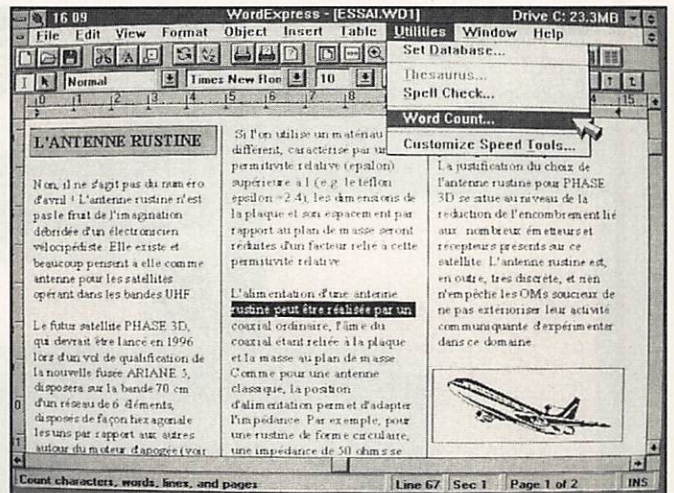 16 09 WordExpress - [ESSAI.WD1] Drive C: 23.3MB
File Edit View Format Object Insert Table Utilities Window Help
Set Database...
Thesaurus...
Spell Check...
Word Count...
Customize Speed Tools...
Normal Times New Ron 10
0 1 2 3 4 5 6 7 8 15
L'ANTENNE RUSTINE
Non, il ne s'agit pas du numéro
d'avril ! L'antenne rustine n'est
pas le fruit de l'imagination
débridée d'un électronicien
vélocipédiste. Elle existe et
beaucoup pensent à elle comme
antenne pour les satellites
opérant dans les bandes UHF
Le futur satellite PHASE 3D,
qui devrait être lancé en 1996
lors d'un vol de qualification de
la nouvelle fusée ARIANE 5,
disposera sur la bande 70 cm
d'un réseau de 6 éléments,
disposés de façon hexagonale
les uns par rapport aux autres
autour du moteur d'apogée (voir
Si l'on utilise un matériau
différent, caractérisé par un
permitivité relative (epsilon)
supérieure à 1 (e.g. le téflon
epsilon =2.4), les dimensions de
la plaque et son espacement par
rapport au plan de masse seront
réduites d'un facteur relié à cette
permitivité relative
L'alimentation d'une antenne
rustine peut être réalisée par un
coaxial ordinaire, l'âme du
coaxial étant reliée à la plaque
et la masse au plan de masse
Comme pour une antenne
classique, la position
d'alimentation permet d'adapter
l'impédance. Par exemple, pour
une rustine de forme circulaire,
une impédance de 50 ohms se
La justification du choix de
l'antenne rustine pour PHASE
3D se situe au niveau de la
réduction de l'encombrement lié
aux nombreux émetteurs et
récepteurs présents sur ce
satellite. L'antenne rustine est,
en outre, très discrète, et rien
n'empêche les OMs soucieux de
ne pas extérioriser leur activité
communiquante d'expérimenter
dans ce domaine.
Count characters, words, lines, and pages Line 67 Sec 1 Page 1 of 2 INS